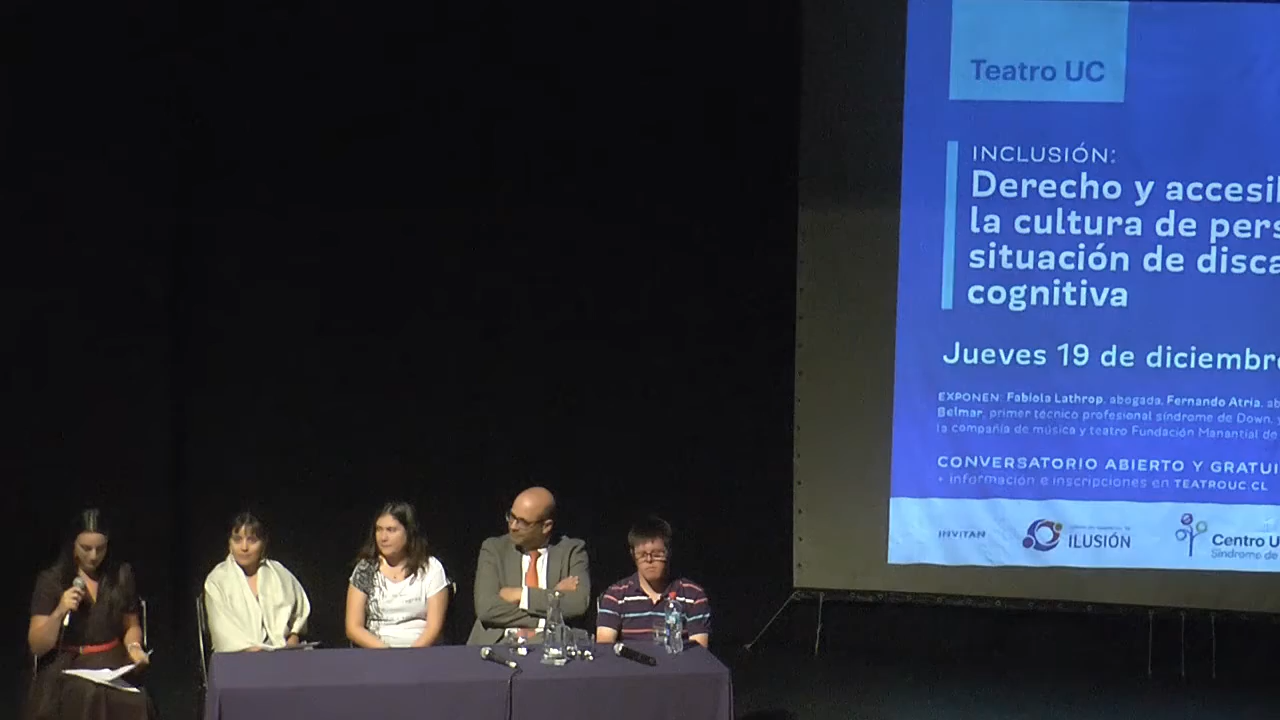 Teatro UC
INCLUSIÓN:
Derecho y accesi
la cultura de pers
situación de disca
cognitiva
Jueves 19 de diciembre
EXPONEN: Fabiola Lathrop, abogada, Fernando Atria, ab
Belmar, primer técnico profesional síndrome de Down, y
la compañía de música y teatro Fundación Manantial de
CONVERSATORIO ABIERTO Y GRATUI
+ información e inscripciones en TEATROUC.CL
INVITAN
ILUSIÓN
Centro U
Síndrome de